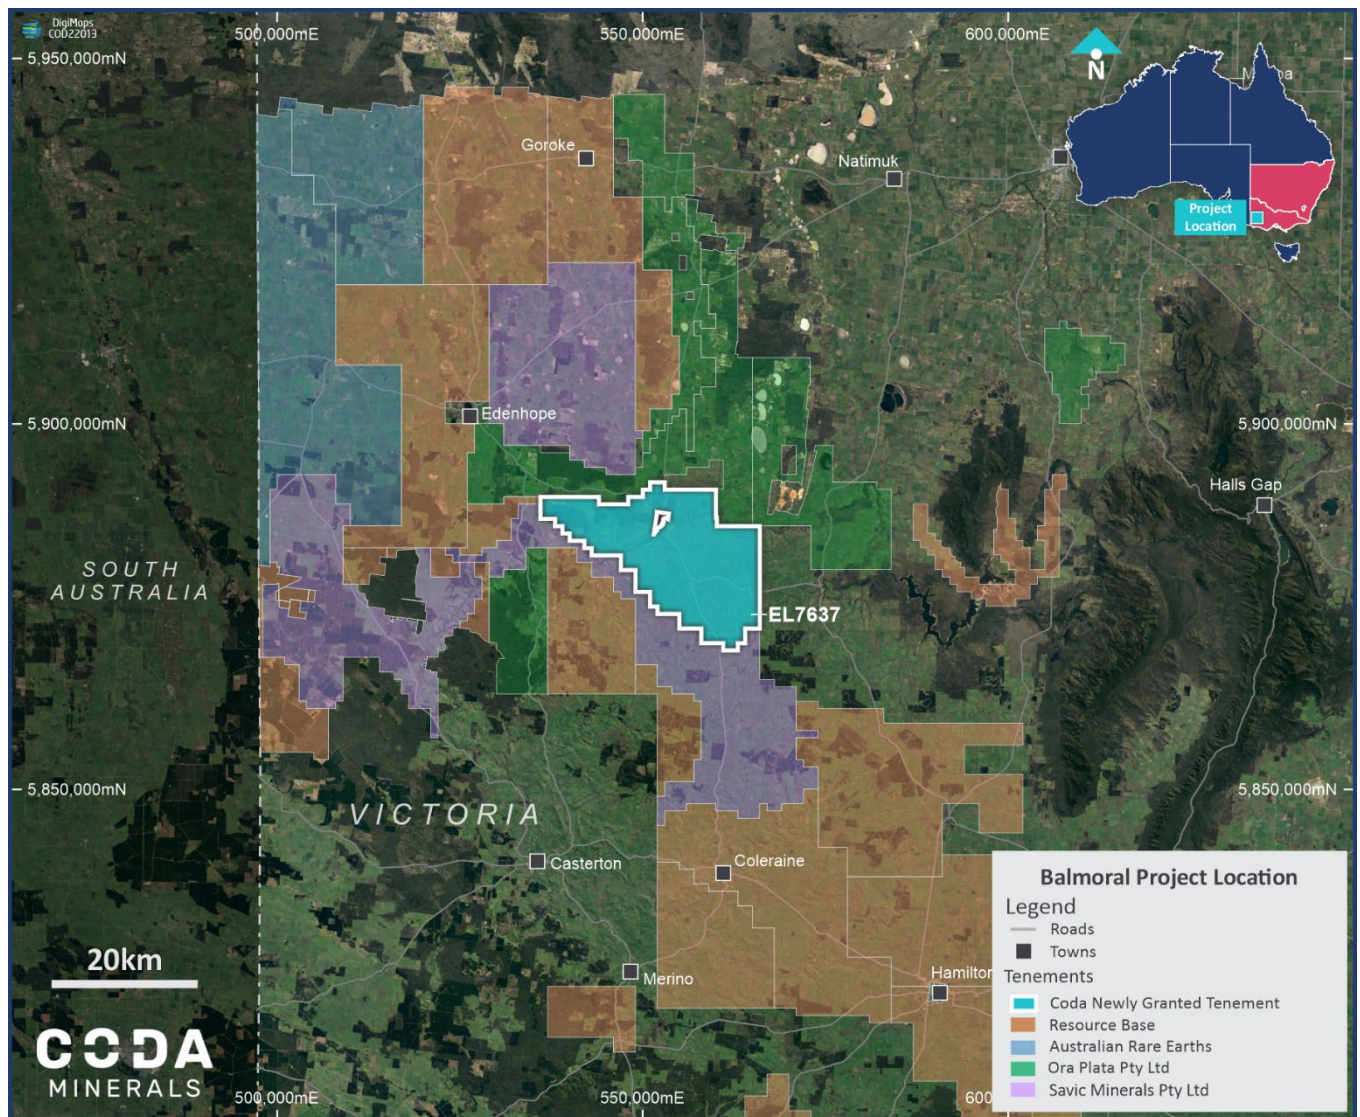 DigiMaps
COD22013
500,000mE
550,000mE
600,000mE
5,950,000mN
N
Project
Location
Goroke
Natimuk
Edenhope
5,900,000mN
5,900,000mN
Halls Gap
SOUTH
AUSTRALIA
EL7637
5,850,000mN
5,850,000mN
VICTORIA
Casterton
Coleraine
Merino
Hamilton
20km
CODA
MINERALS
500,000mE
550,000mE
Balmoral Project Location
Legend
Roads
Towns
Tenements
Coda Newly Granted Tenement
Resource Base
Australian Rare Earths
Ora Plata Pty Ltd
Savic Minerals Pty Ltd